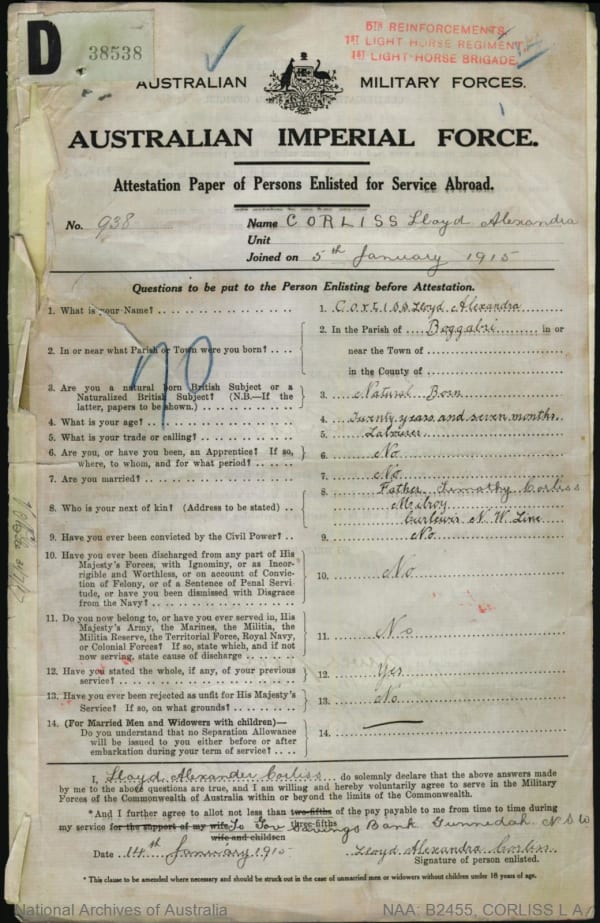 D 38538
5TH REINFORCEMENTS
1ST LIGHT HORSE REGIMENT
1ST LIGHT HORSE BRIGADE
AUSTRALIAN MILITARY FORCES.
AUSTRALIAN IMPERIAL FORCE.
Attestation Paper of Persons Enlisted for Service Abroad.
No. 938 Name CORLISS Lloyd Alexandra
Unit
Joined on 5th January 1915
Questions to be put to the Person Enlisting before Attestation.
1. What is your Name? 1. CORLISS Lloyd Alexandra
2. In or near what Parish or Town were you born? 2. In the Parish of Boggabri in or
near the Town of
in the County of
3. Are you a natural born British Subject or a
Naturalized British Subject? (N.B.—If the
latter, papers to be shown.) 3. Natural Born
4. What is your age? 4. Twenty years and seven months
5. What is your trade or calling? 5. Labourer
6. Are you, or have you been, an Apprentice? If so,
where, to whom, and for what period? 6. No
7. Are you married? 7. No
8. Who is your next of kin? (Address to be stated) 8. Father Timothy Corliss
Milroy
Curlewis N. W. Line
9. Have you ever been convicted by the Civil Power? 9. No
10. Have you ever been discharged from any part of His
Majesty's Forces, with Ignominy, or as Incor-
rigible and Worthless, or on account of Convic-
tion of Felony, or of a Sentence of Penal Servi-
tude, or have you been dismissed with Disgrace
from the Navy? 10. No
11. Do you now belong to, or have you ever served in, His
Majesty's Army, the Marines, the Militia, the
Militia Reserve, the Territorial Force, Royal Navy,
or Colonial Forces? If so, state which, and if not
now serving, state cause of discharge 11. No
12. Have you stated the whole, if any, of your previous
service? 12. Yes
13. Have you ever been rejected as unfit for His Majesty's
Service? If so, on what grounds? 13. No
14. (For Married Men and Widowers with children)—
Do you understand that no Separation Allowance
will be issued to you either before or after
embarkation during your term of service? 14. —
I, Lloyd Alexander Corliss do solemnly declare that the above answers made
by me to the above questions are true, and I am willing and hereby voluntarily agree to serve in the Military
Forces of the Commonwealth of Australia within or beyond the limits of the Commonwealth.
*And I further agree to allot not less than two-fifths of the pay payable to me from time to time during
three-fifths
my service for the support of my wife To Gov Savings Bank Gunnedah N S W
wife and children
Date 14th January 1915 Lloyd Alexandra Corliss
Signature of person enlisted.
* This clause to be amended where necessary and should be struck out in the case of unmarried men or widowers without children under 18 years of age.
National Archives of Australia NAA: B2455, CORLISS L A